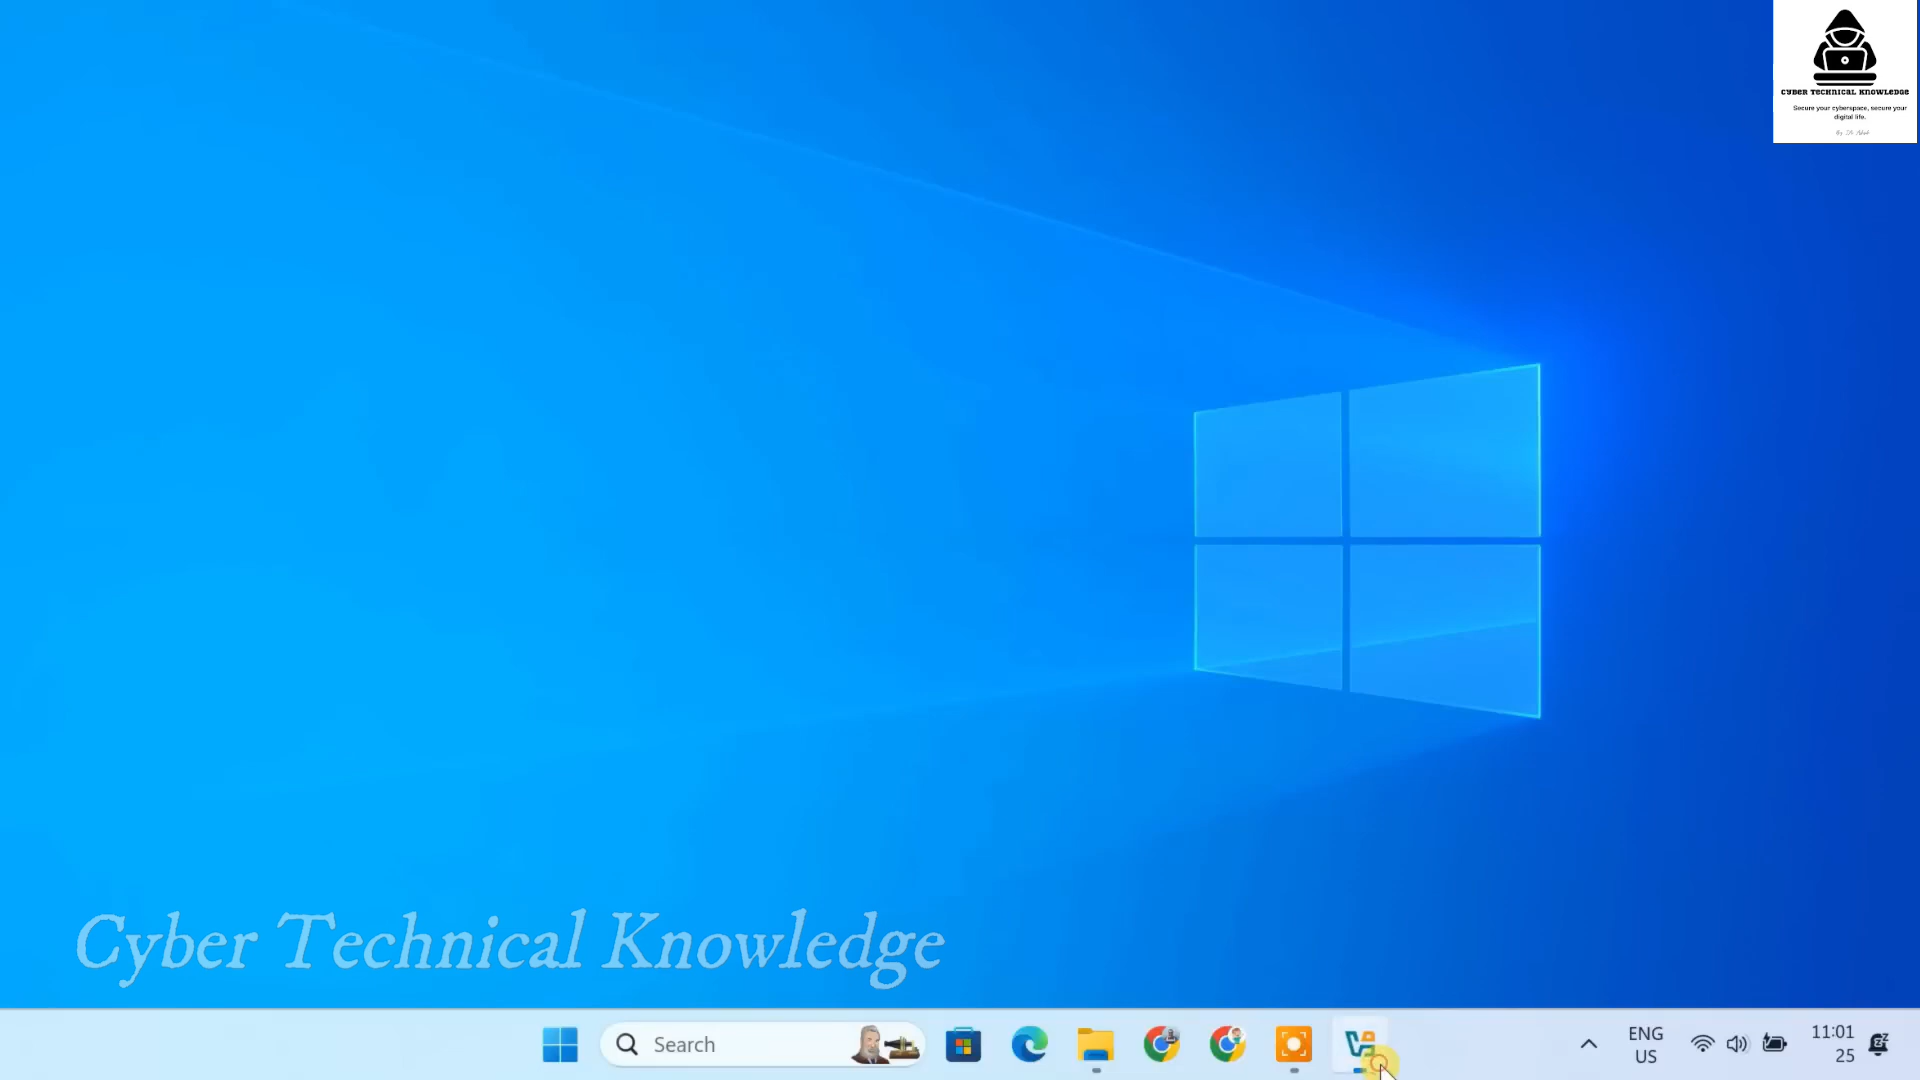 CYBER TECHNICAL KNOWLEDGE
Secure your cyberspace, secure your
digital life.
Cyber Technical Knowledge
Search
ENG
US
11:01
25